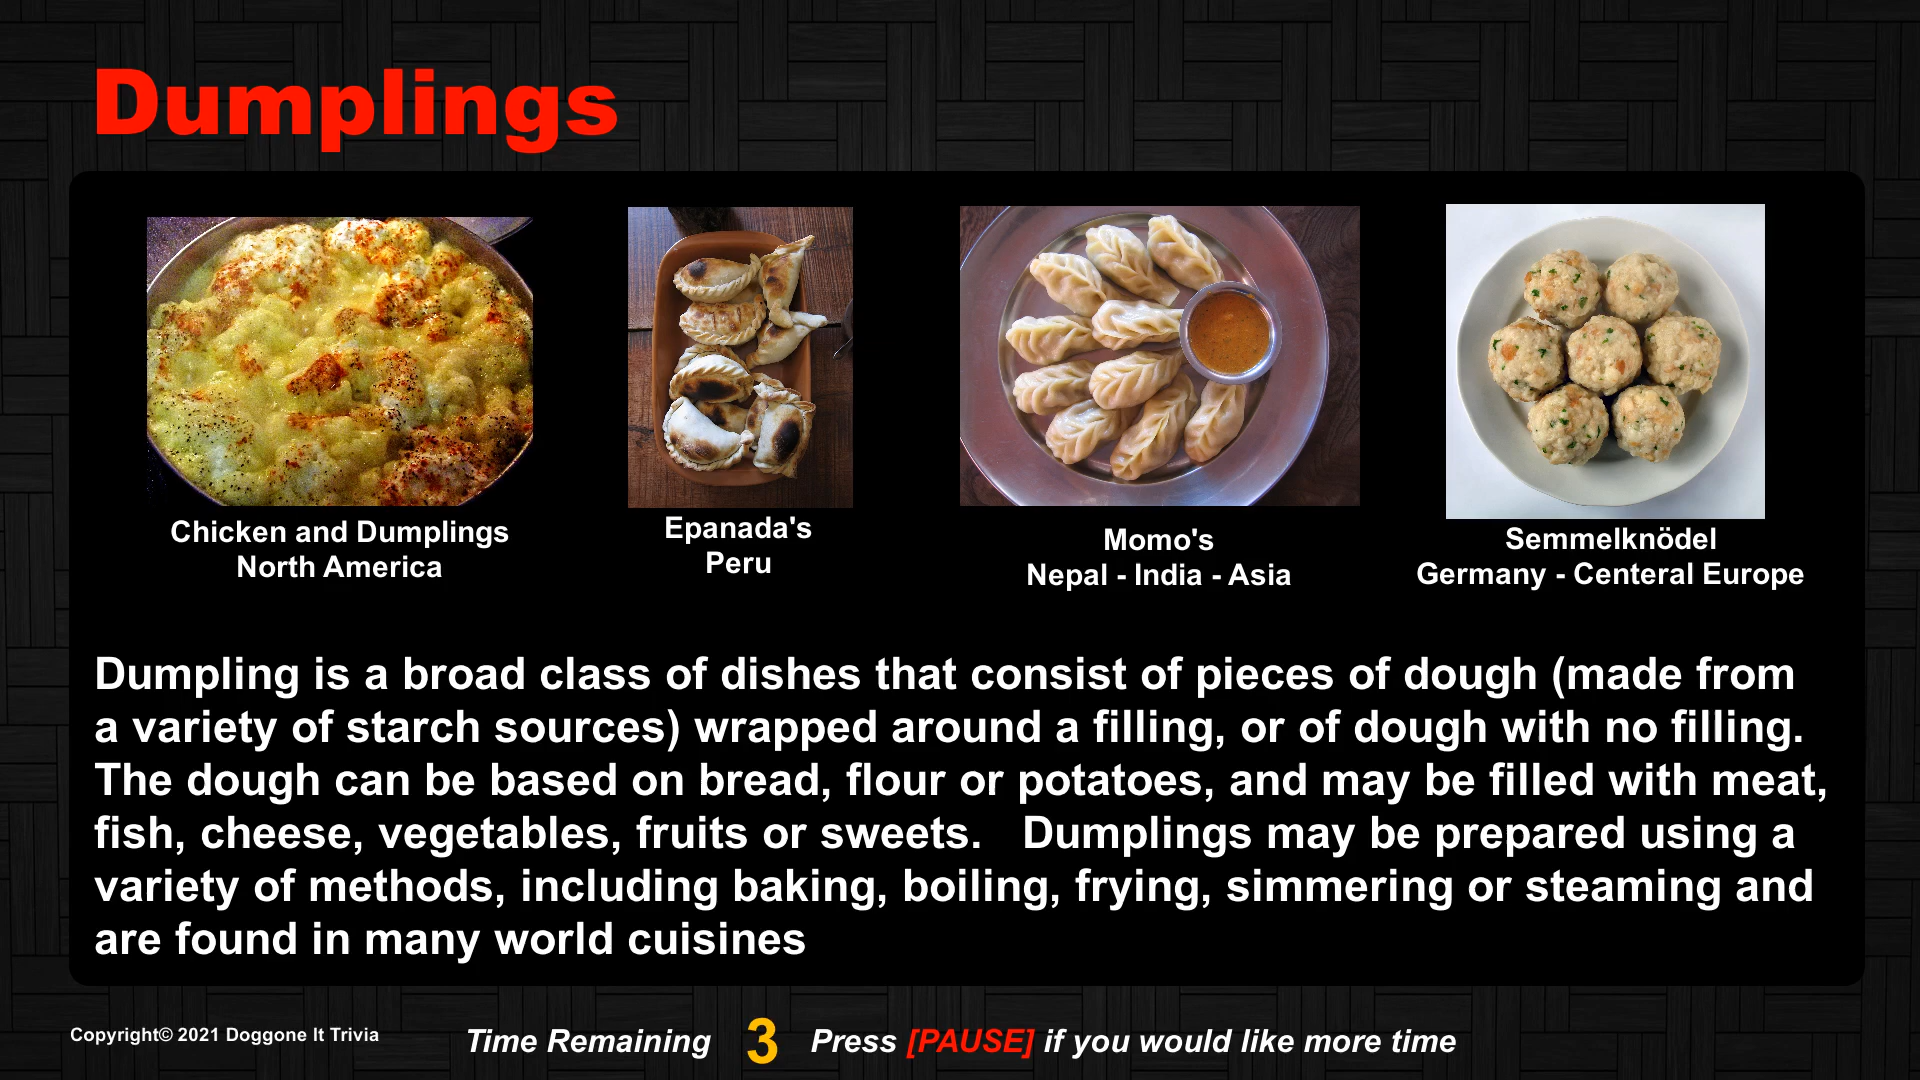 Dumplings
Chicken and Dumplings
North America
Epanada's
Peru
Momo's
Nepal - India - Asia
Semmelknödel
Germany - Centeral Europe
Dumpling is a broad class of dishes that consist of pieces of dough (made from
a variety of starch sources) wrapped around a filling, or of dough with no filling.
The dough can be based on bread, flour or potatoes, and may be filled with meat,
fish, cheese, vegetables, fruits or sweets.   Dumplings may be prepared using a
variety of methods, including baking, boiling, frying, simmering or steaming and
are found in many world cuisines
Copyright© 2021 Doggone It Trivia
Time Remaining 3 Press [PAUSE] if you would like more time